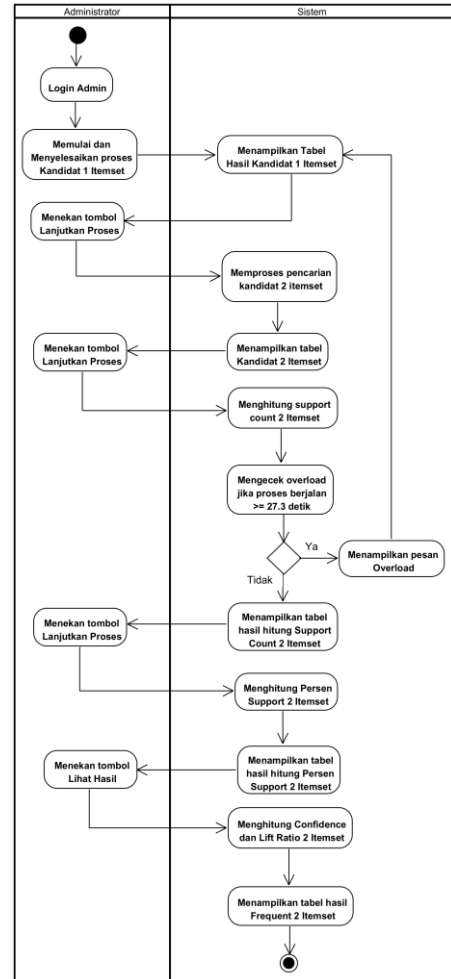 Administrator
Sistem
Login Admin
Memulai dan
Menyelesaikan proses
Kandidat 1 Itemset
Menampilkan Tabel
Hasil Kandidat 1 Itemset
Menekan tombol
Lanjutkan Proses
Memproses pencarian
kandidat 2 itemset
Menekan tombol
Lanjutkan Proses
Menampilkan tabel
Kandidat 2 Itemset
Menghitung support
count 2 Itemset
Mengecek overload
jika proses berjalan
>= 27.3 detik
Ya
Menampilkan pesan
Overload
Tidak
Menekan tombol
Lanjutkan Proses
Menampilkan tabel
hasil hitung Support
Count 2 Itemset
Menghitung Persen
Support 2 Itemset
Menekan tombol
Lihat Hasil
Menampilkan tabel
hasil hitung Persen
Support 2 Itemset
Menghitung Confidence
dan Lift Ratio 2 Itemset
Menampilkan tabel hasil
Frequent 2 Itemset